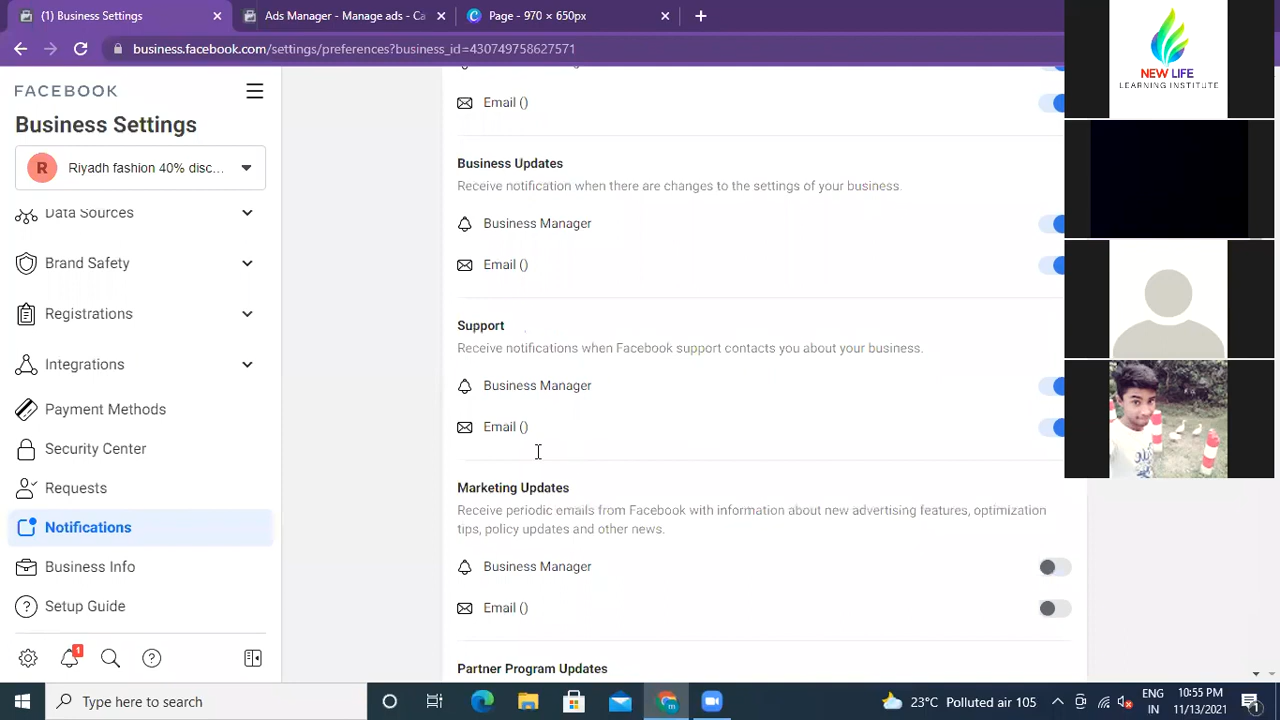 (1) Business Settings
Ads Manager - Manage ads - Ca
Page - 970 × 650px
business.facebook.com/settings/preferences?business_id=430749758627571
FACEBOOK
Business Settings
R
Riyadh fashion 40% disc...
Data Sources
Brand Safety
Registrations
Integrations
Payment Methods
Security Center
Requests
Notifications
Business Info
Setup Guide
1
Email ()
Business Updates
Receive notification when there are changes to the settings of your business.
Business Manager
Email ()
Support
Receive notifications when Facebook support contacts you about your business.
Business Manager
Email ()
Marketing Updates
Receive periodic emails from Facebook with information about new advertising features, optimization
tips, policy updates and other news.
Business Manager
Email ()
Partner Program Updates
NEW LIFE
LEARNING INSTITUTE
Type here to search
23°C Polluted air 105
ENG
IN
10:55 PM
11/13/2021
1